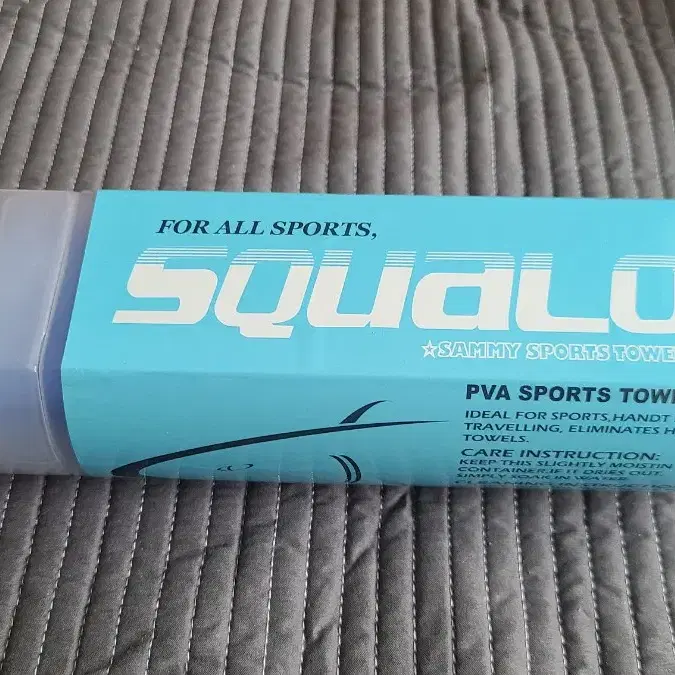 FOR ALL SPORTS,
SQUALO
☆SAMMY SPORTS TOWE
PVA SPORTS TOW
IDEAL FOR SPORTS,HANDT
TRAVELLING, ELIMINATES H
TOWELS.
CARE INSTRUCTION:
KEEP THIS SLIGHTLY MOISTIN
CONTAINER.IF IT DRIES OUT,
SIMPLY SOAK IN WATER.